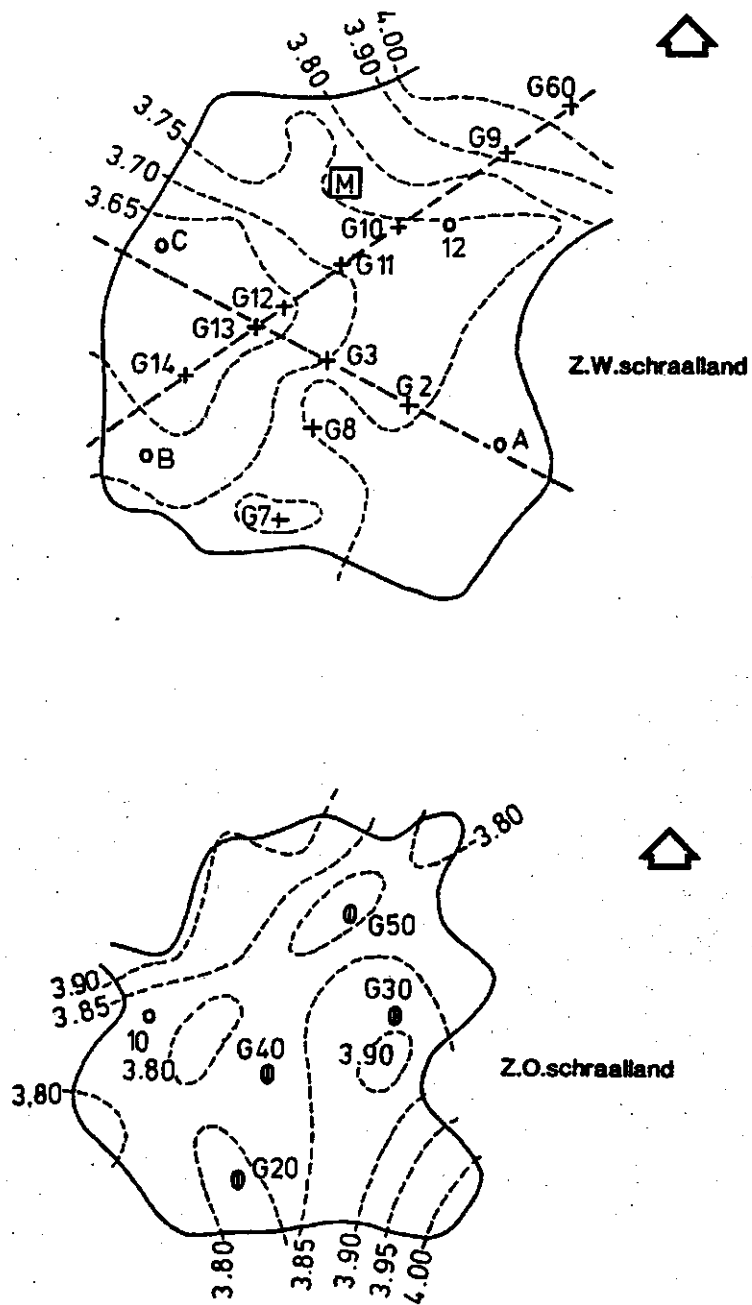 4.00
3.90
3.80
G60
3.75
G9
3.70
M
3.65
G10
12
C
G11
G12
G13
G3
G14
Z.W.schraalland
G2
G8
A
B
G7
3.80
G50
3.90
3.85
G30
10
3.80
G40
3.90
Z.O.schraalland
3,80
G20
3.80
3.85
3.90
3.95
4.00